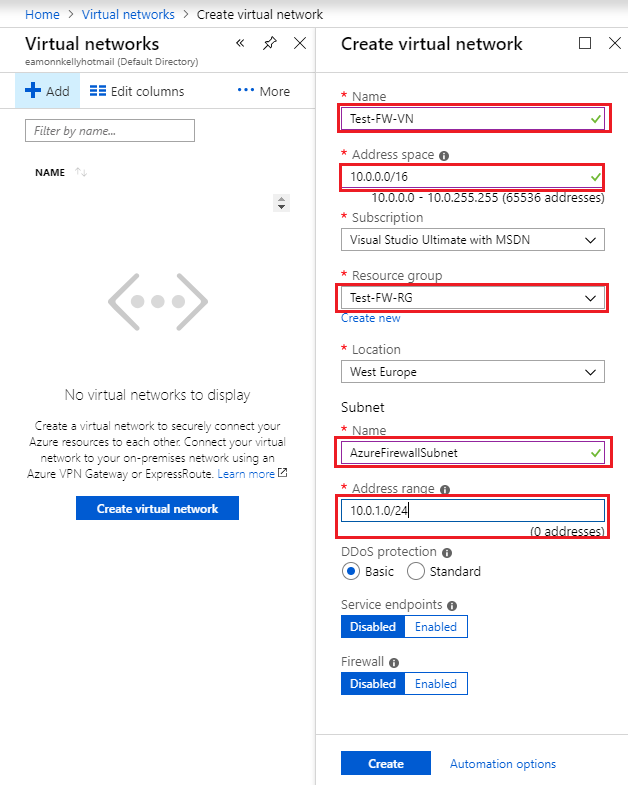 Home > Virtual networks > Create virtual network
Virtual networks
eamonnkellyhotmail (Default Directory)
Add
Edit columns
More
Filter by name...
NAME
No virtual networks to display
Create a virtual network to securely connect your
Azure resources to each other. Connect your virtual
network to your on-premises network using an
Azure VPN Gateway or ExpressRoute. Learn more
Create virtual network
Create virtual network
* Name
Test-FW-VN
* Address space
10.0.0.0/16
10.0.0.0 - 10.0.255.255 (65536 addresses)
* Subscription
Visual Studio Ultimate with MSDN
* Resource group
Test-FW-RG
Create new
* Location
West Europe
Subnet
* Name
AzureFirewallSubnet
* Address range
10.0.1.0/24
(0 addresses)
DDoS protection
Basic Standard
Service endpoints
Disabled Enabled
Firewall
Disabled Enabled
Create Automation options